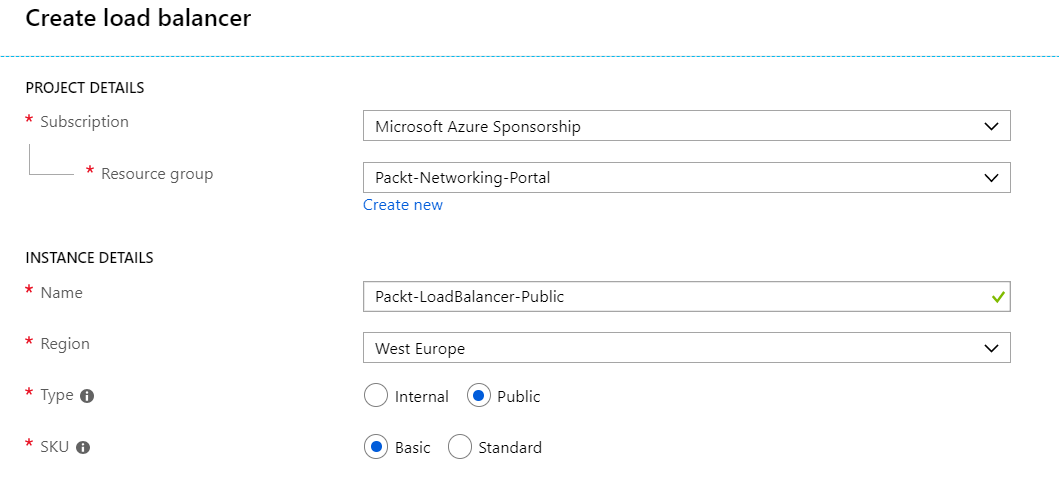 Create load balancer
PROJECT DETAILS
* Subscription
Microsoft Azure Sponsorship
* Resource group
Packt-Networking-Portal
Create new
INSTANCE DETAILS
* Name
Packt-LoadBalancer-Public
* Region
West Europe
* Type
Internal Public
* SKU
Basic Standard